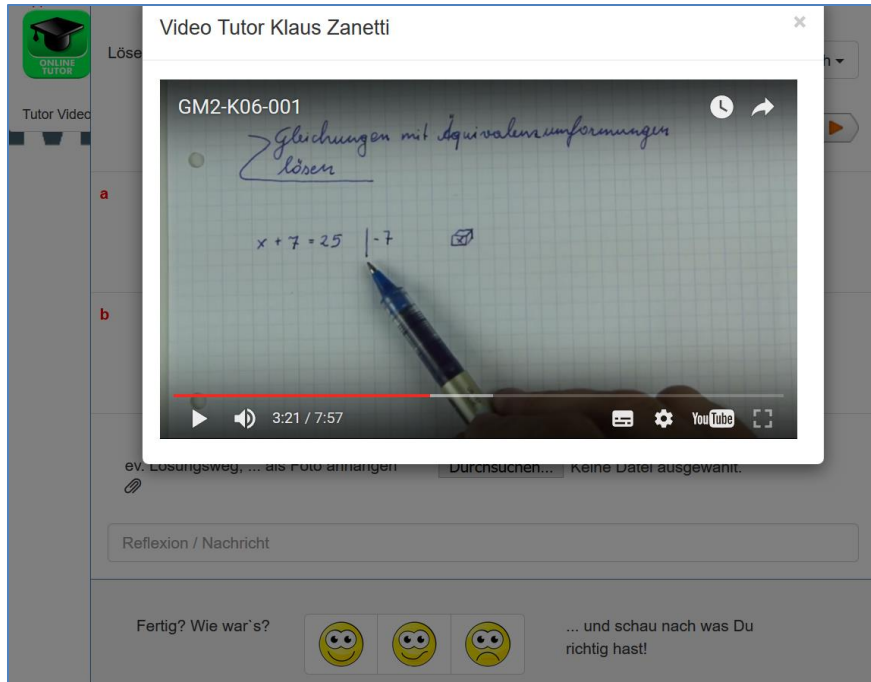 Video Tutor Klaus Zanetti
×
ONLINE
TUTOR
Löse
h
Tutor Video
GM2-K06-001
Gleichungen mit Äquivalenzumformungen
lösen
x + 7 = 25 | - 7
a
b
3:21 / 7:57
YouTube
ev. Lösungsweg, ... als Foto anhängen
Durchsuchen... Keine Datei ausgewählt.
Reflexion / Nachricht
Fertig? Wie war`s?
... und schau nach was Du
richtig hast!